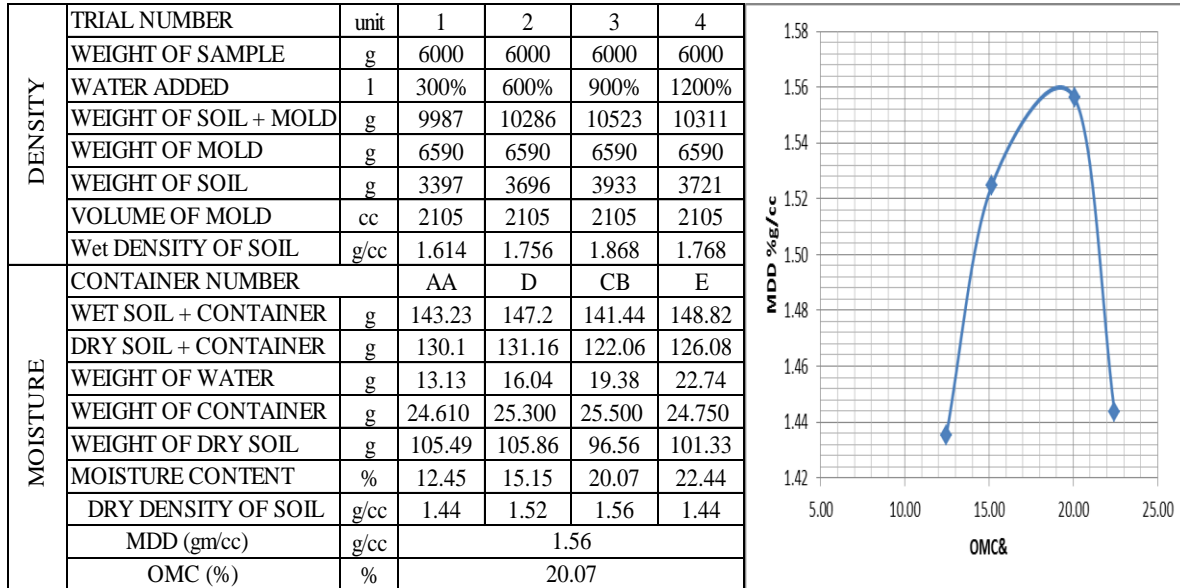 DENSITY
TRIAL NUMBER unit 1 2 3 4
WEIGHT OF SAMPLE g 6000 6000 6000 6000
WATER ADDED l 300% 600% 900% 1200%
WEIGHT OF SOIL + MOLD g 9987 10286 10523 10311
WEIGHT OF MOLD g 6590 6590 6590 6590
WEIGHT OF SOIL g 3397 3696 3933 3721
VOLUME OF MOLD cc 2105 2105 2105 2105
Wet DENSITY OF SOIL g/cc 1.614 1.756 1.868 1.768
MOISTURE
CONTAINER NUMBER AA D CB E
WET SOIL + CONTAINER g 143.23 147.2 141.44 148.82
DRY SOIL + CONTAINER g 130.1 131.16 122.06 126.08
WEIGHT OF WATER g 13.13 16.04 19.38 22.74
WEIGHT OF CONTAINER g 24.610 25.300 25.500 24.750
WEIGHT OF DRY SOIL g 105.49 105.86 96.56 101.33
MOISTURE CONTENT % 12.45 15.15 20.07 22.44
DRY DENSITY OF SOIL g/cc 1.44 1.52 1.56 1.44
MDD (gm/cc) g/cc 1.56
OMC (%) % 20.07
MDD %g/cc
1.58
1.56
1.54
1.52
1.50
1.48
1.46
1.44
1.42
5.00 10.00 15.00 20.00 25.00
OMC&